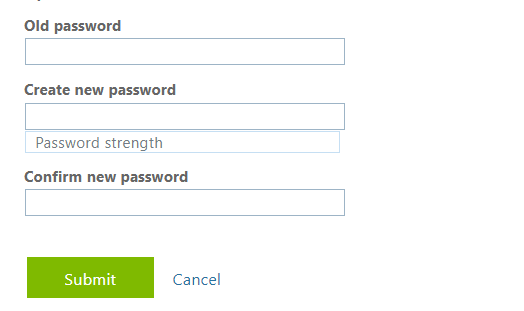 Old password
Create new password
Password strength
Confirm new password
Submit Cancel